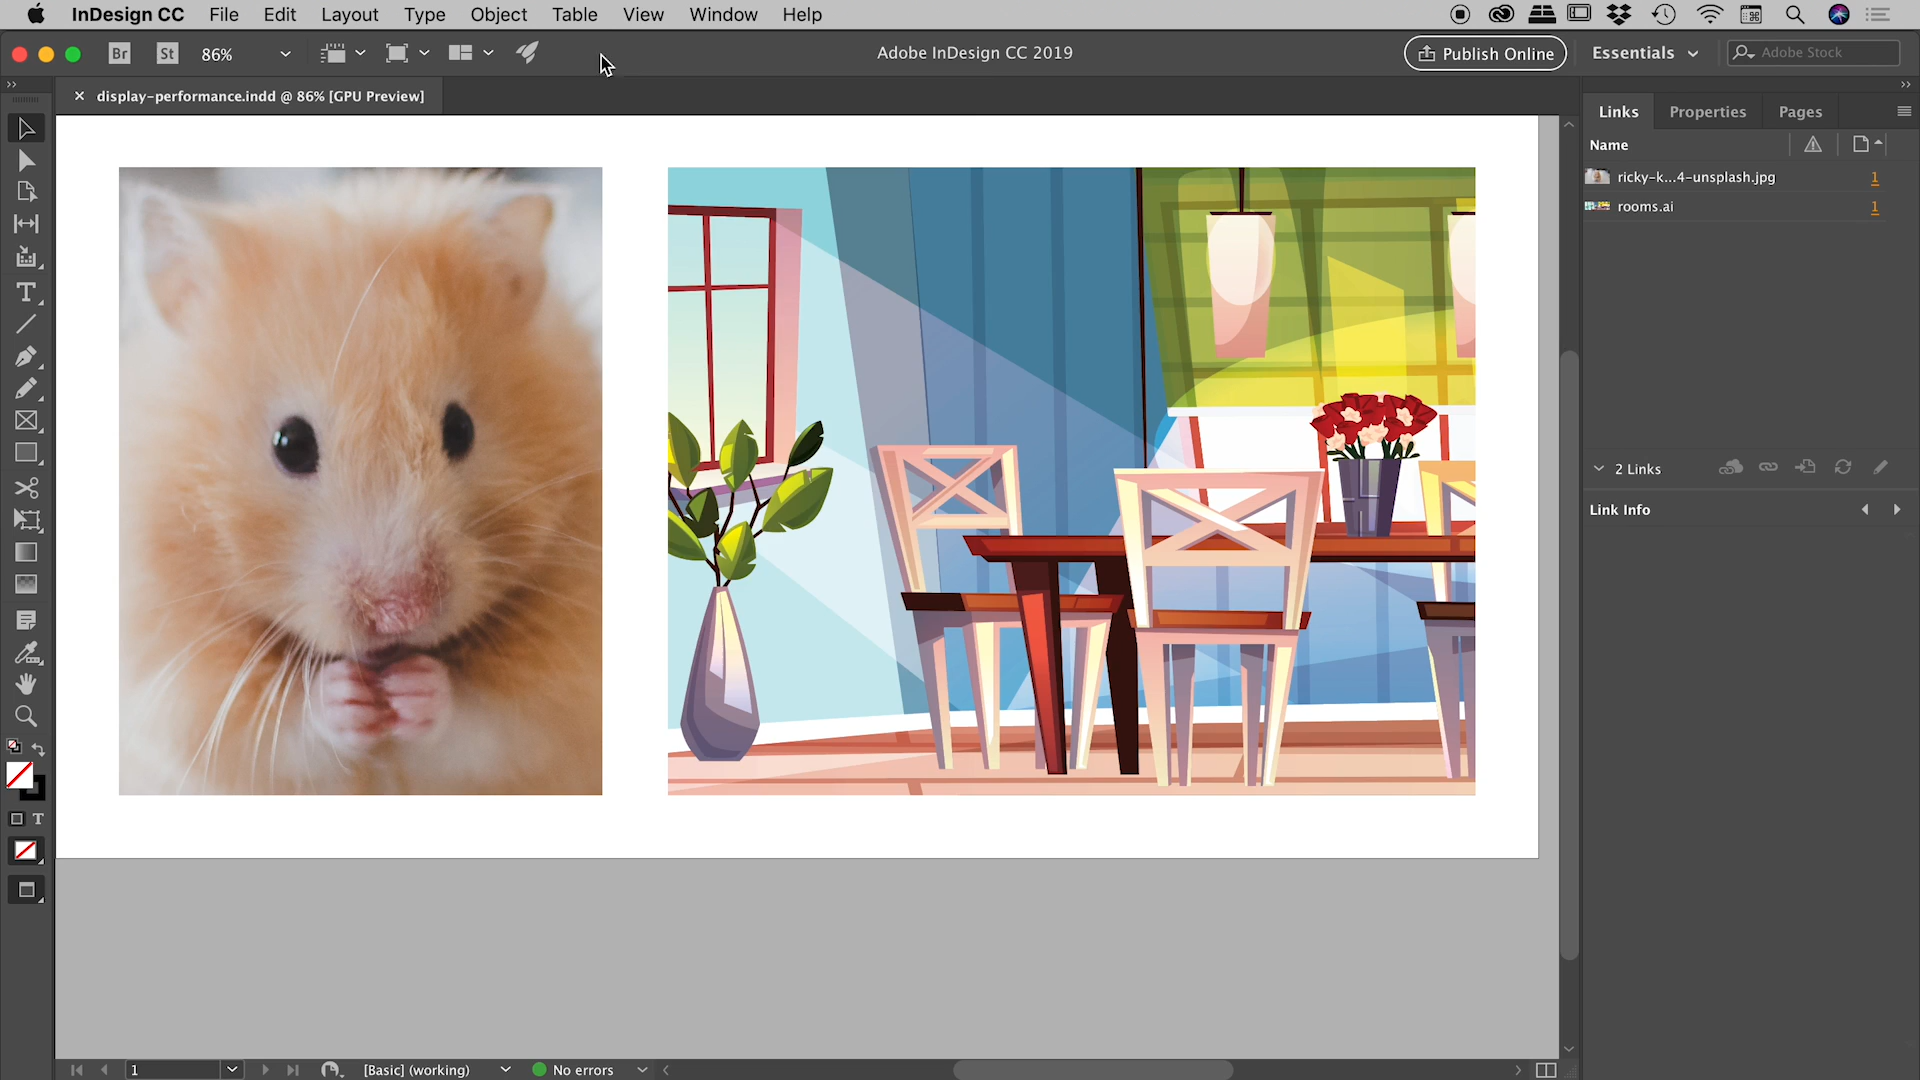 InDesign CC File Edit Layout Type Object Table View Window Help
Br St 86% Adobe InDesign CC 2019 Publish Online Essentials Adobe Stock
display-performance.indd @ 86% [GPU Preview]
Links Properties Pages
Name
ricky-k...4-unsplash.jpg 1
rooms.ai 1
2 Links
Link Info
T
T
1 [Basic] (working) No errors